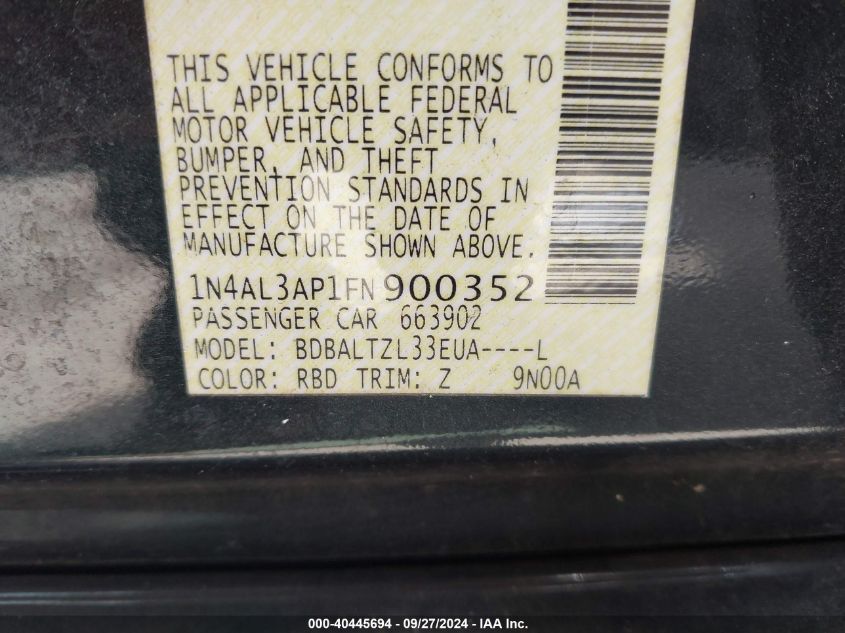 THIS VEHICLE CONFORMS TO
ALL APPLICABLE FEDERAL
MOTOR VEHICLE SAFETY,
BUMPER, AND THEFT
PREVENTION STANDARDS IN
EFFECT ON THE DATE OF
MANUFACTURE SHOWN ABOVE.
1N4AL3AP1FN900352
PASSENGER CAR 663902
MODEL: BDBALTZL33EUA----L
COLOR: RBD TRIM: Z 9N00A
000-40445694 - 09/27/2024 - IAA Inc.